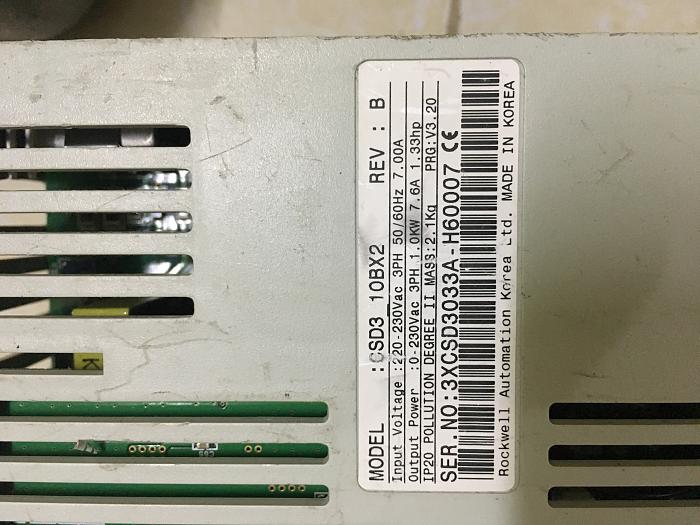 MODEL :CSD3_10BX2 REV : B
Input Voltage :220-230Vac 3PH 50/60Hz 7.00A
Output Power :0-230Vac 3PH 1.0KW 7.6A 1.33hp
IP20 POLLUTION DEGREE II MASS:2.1Kg PRG:V3.20
SER.NO:3XCSD3033A-H60007 CE
Rockwell Automation Korea Ltd. MADE IN KOREA
K